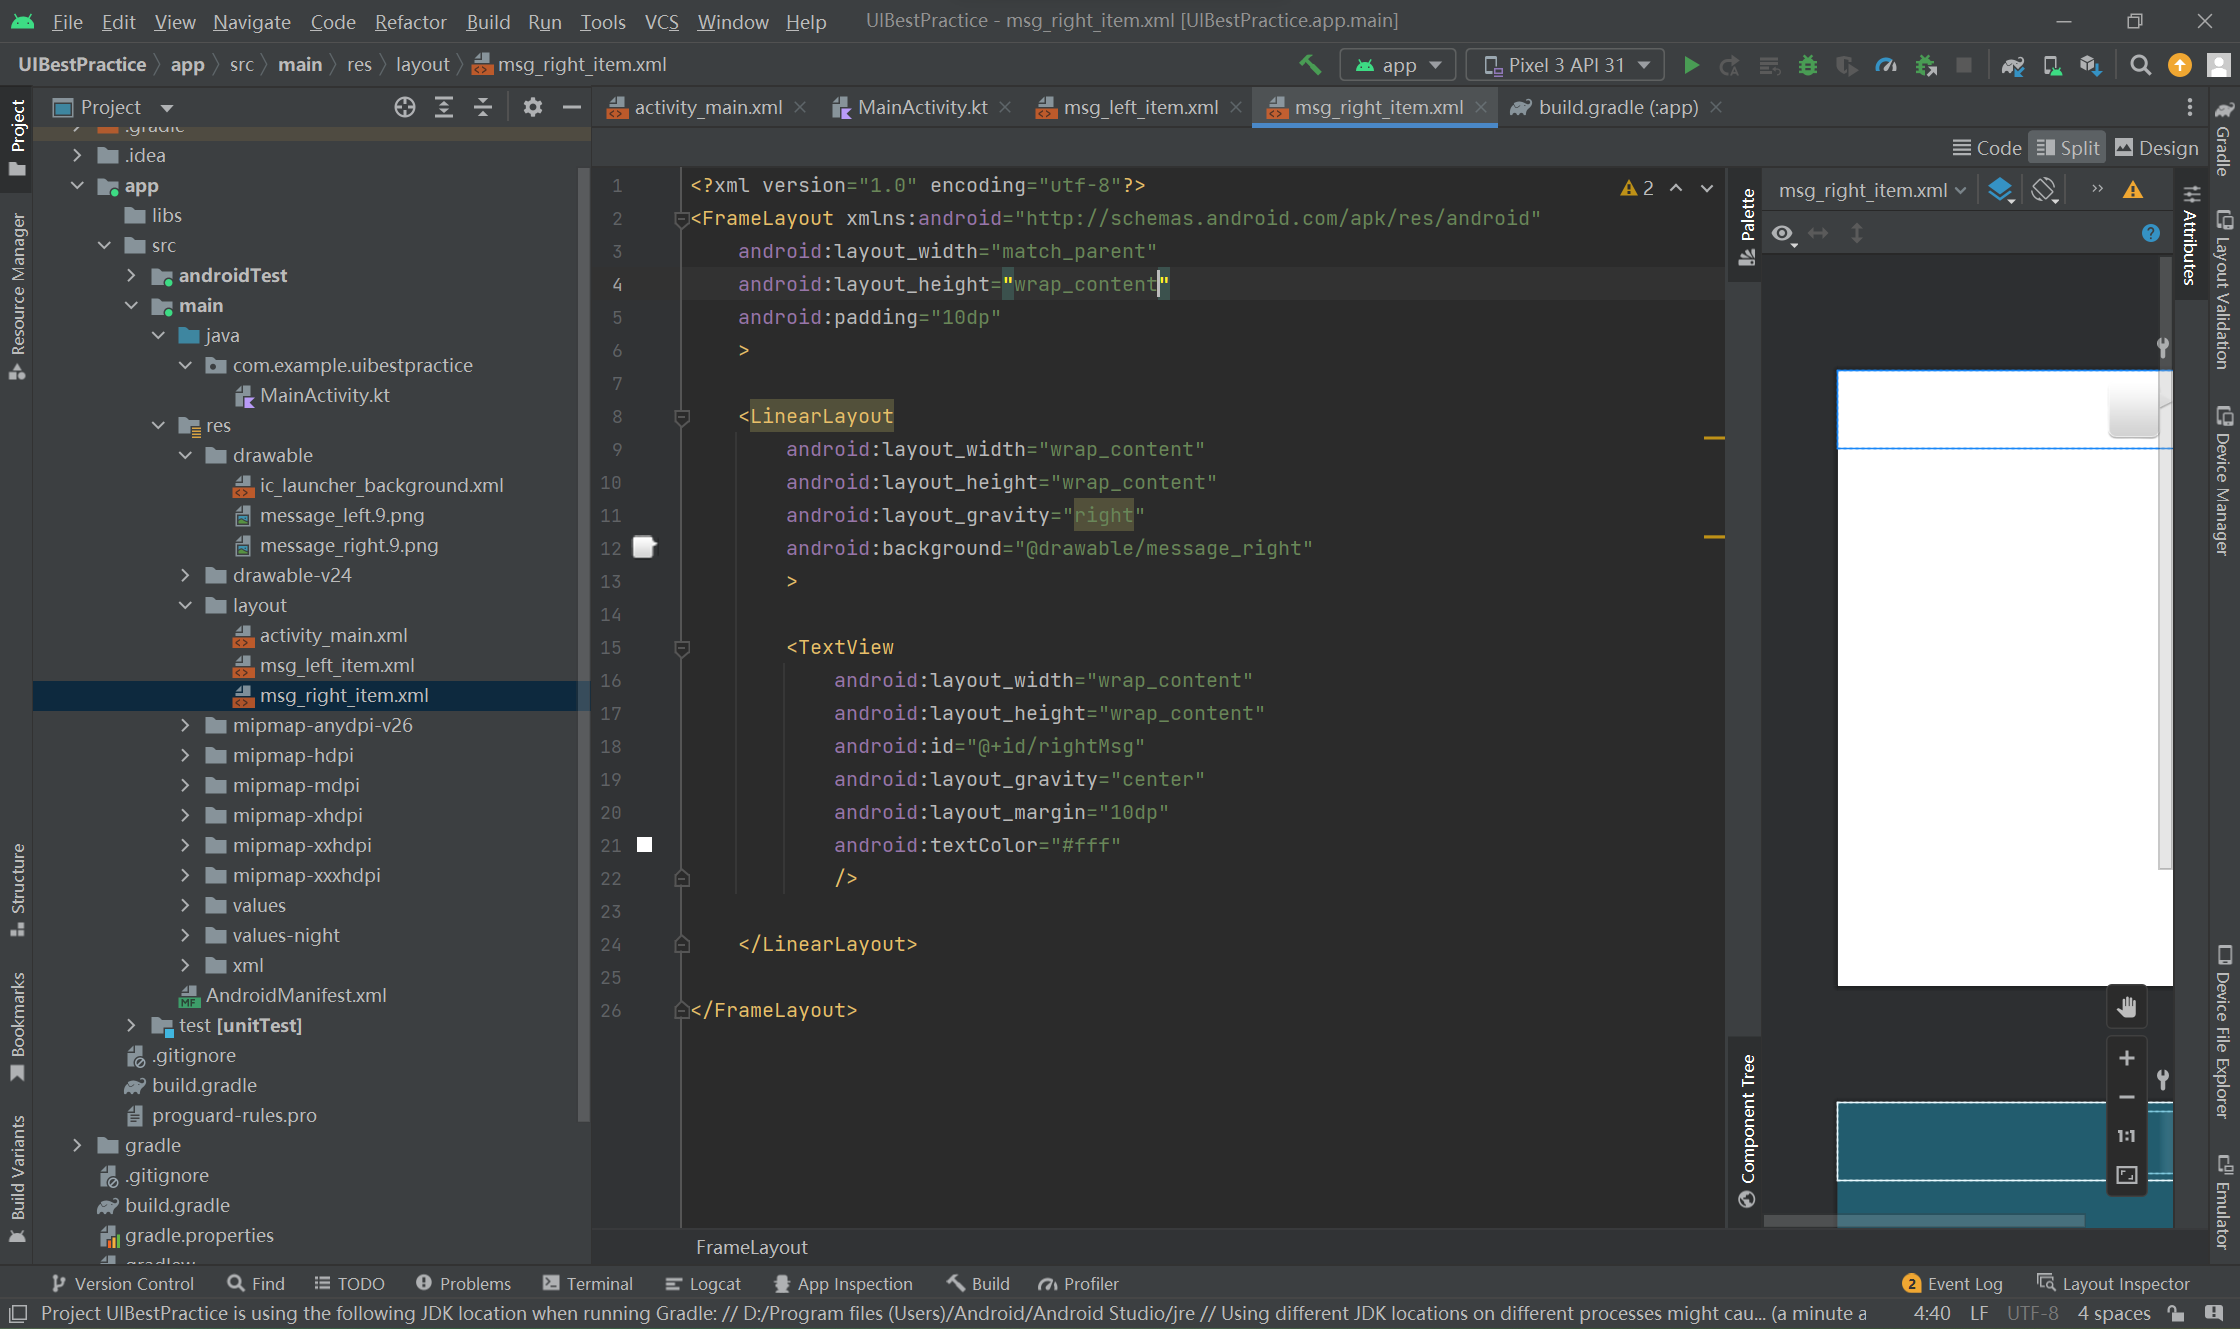 File Edit View Navigate Code Refactor Build Run Tools VCS Window Help UIBestPractice - msg_right_item.xml [UIBestPractice.app.main]
UIBestPractice app src main res layout msg_right_item.xml app Pixel 3 API 31
Project
activity_main.xml MainActivity.kt msg_left_item.xml msg_right_item.xml build.gradle (:app)
Code Split Design
Project
Resource Manager
Structure
Bookmarks
Build Variants
.gradle
.idea
app
libs
src
androidTest
main
java
com.example.uibestpractice
MainActivity.kt
res
drawable
ic_launcher_background.xml
message_left.9.png
message_right.9.png
drawable-v24
layout
activity_main.xml
msg_left_item.xml
msg_right_item.xml
mipmap-anydpi-v26
mipmap-hdpi
mipmap-mdpi
mipmap-xhdpi
mipmap-xxhdpi
mipmap-xxxhdpi
values
values-night
xml
AndroidManifest.xml
test [unitTest]
.gitignore
build.gradle
proguard-rules.pro
gradle
.gitignore
build.gradle
gradle.properties
gradlew
1 <?xml version="1.0" encoding="utf-8"?>
2 <FrameLayout xmlns:android="http://schemas.android.com/apk/res/android"
3 android:layout_width="match_parent"
4 android:layout_height="wrap_content"
5 android:padding="10dp"
6 >
7
8 <LinearLayout
9 android:layout_width="wrap_content"
10 android:layout_height="wrap_content"
11 android:layout_gravity="right"
12 android:background="@drawable/message_right"
13 >
14
15 <TextView
16 android:layout_width="wrap_content"
17 android:layout_height="wrap_content"
18 android:id="@+id/rightMsg"
19 android:layout_gravity="center"
20 android:layout_margin="10dp"
21 android:textColor="#fff"
22 />
23
24 </LinearLayout>
25
26 </FrameLayout>
2
FrameLayout
Palette
Component Tree
msg_right_item.xml
?
1:1
Attributes
Gradle
Layout Validation
Device Manager
Device File Explorer
Emulator
Version Control Find TODO Problems Terminal Logcat App Inspection Build Profiler 2 Event Log Layout Inspector
Project UIBestPractice is using the following JDK location when running Gradle: // D:/Program files (Users)/Android/Android Studio/jre // Using different JDK locations on different processes might cau... (a minute a 4:40 LF UTF-8 4 spaces